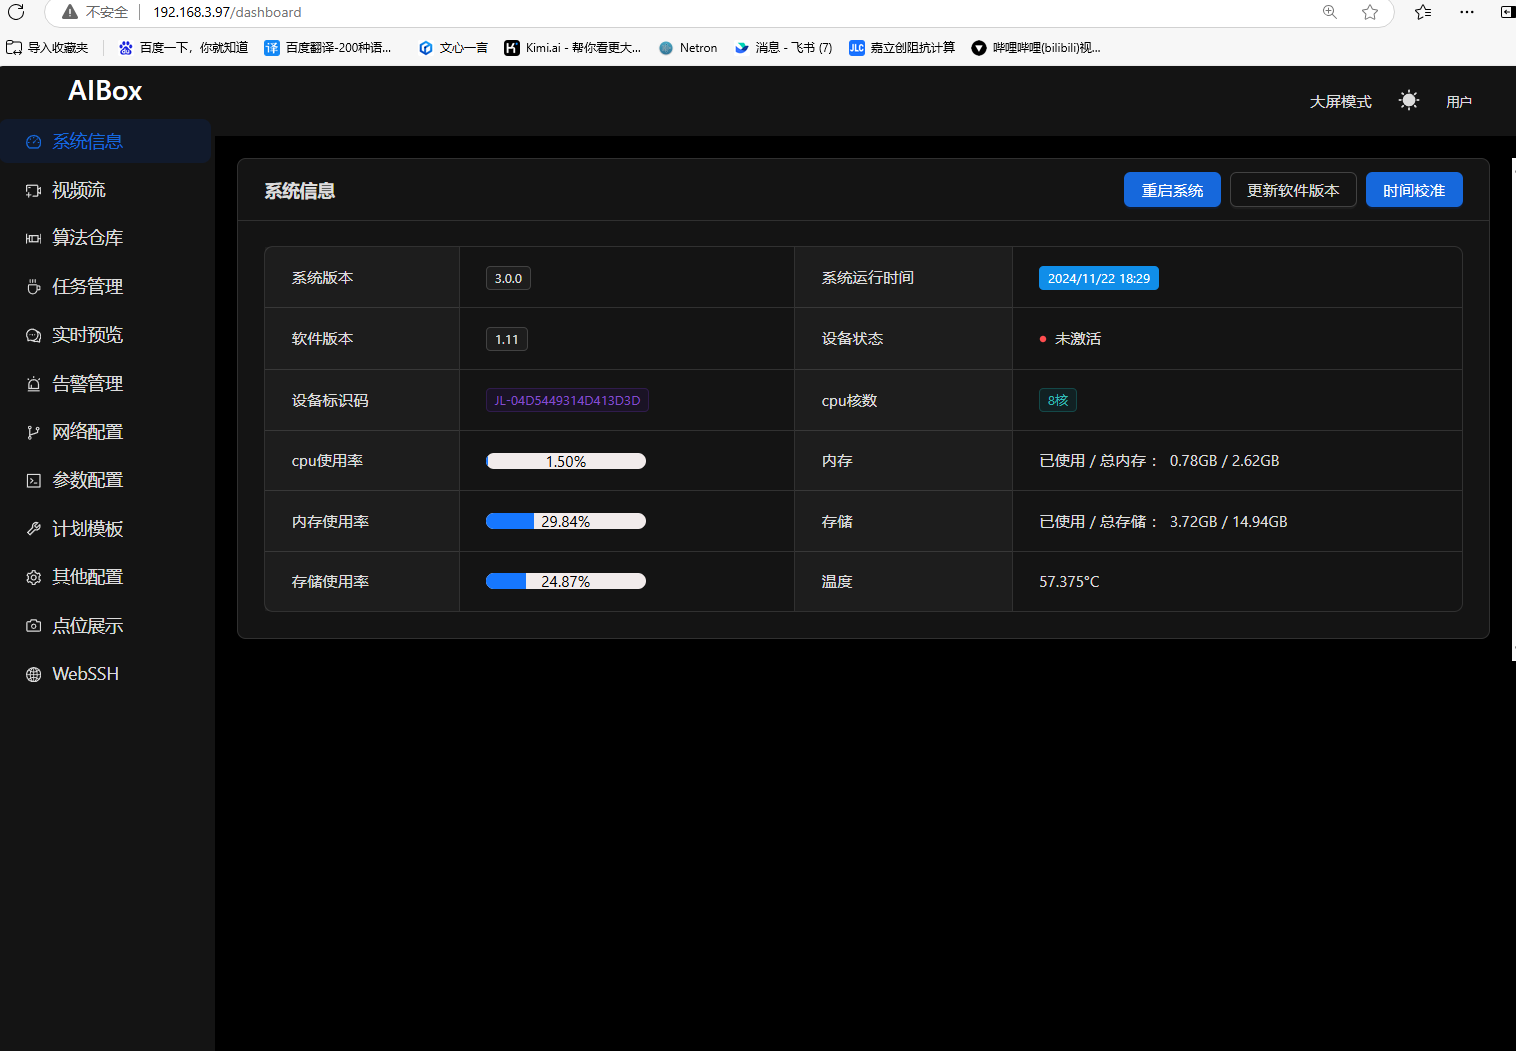 不安全 192.168.3.97/dashboard
导入收藏夹 百度一下，你就知道 百度翻译-200种语... 文心一言 Kimi.ai - 帮你看更大... Netron 消息 - 飞书 (7) 嘉立创阻抗计算 哔哩哔哩(bilibili)视...
AIBox
大屏模式 用户
系统信息
视频流
算法仓库
任务管理
实时预览
告警管理
网络配置
参数配置
计划模板
其他配置
点位展示
WebSSH
系统信息 重启系统 更新软件版本 时间校准
系统版本 3.0.0 系统运行时间 2024/11/22 18:29
软件版本 1.11 设备状态 未激活
设备标识码 JL-04D5449314D413D3D cpu核数 8核
cpu使用率 1.50% 内存 已使用 / 总内存： 0.78GB / 2.62GB
内存使用率 29.84% 存储 已使用 / 总存储： 3.72GB / 14.94GB
存储使用率 24.87% 温度 57.375°C